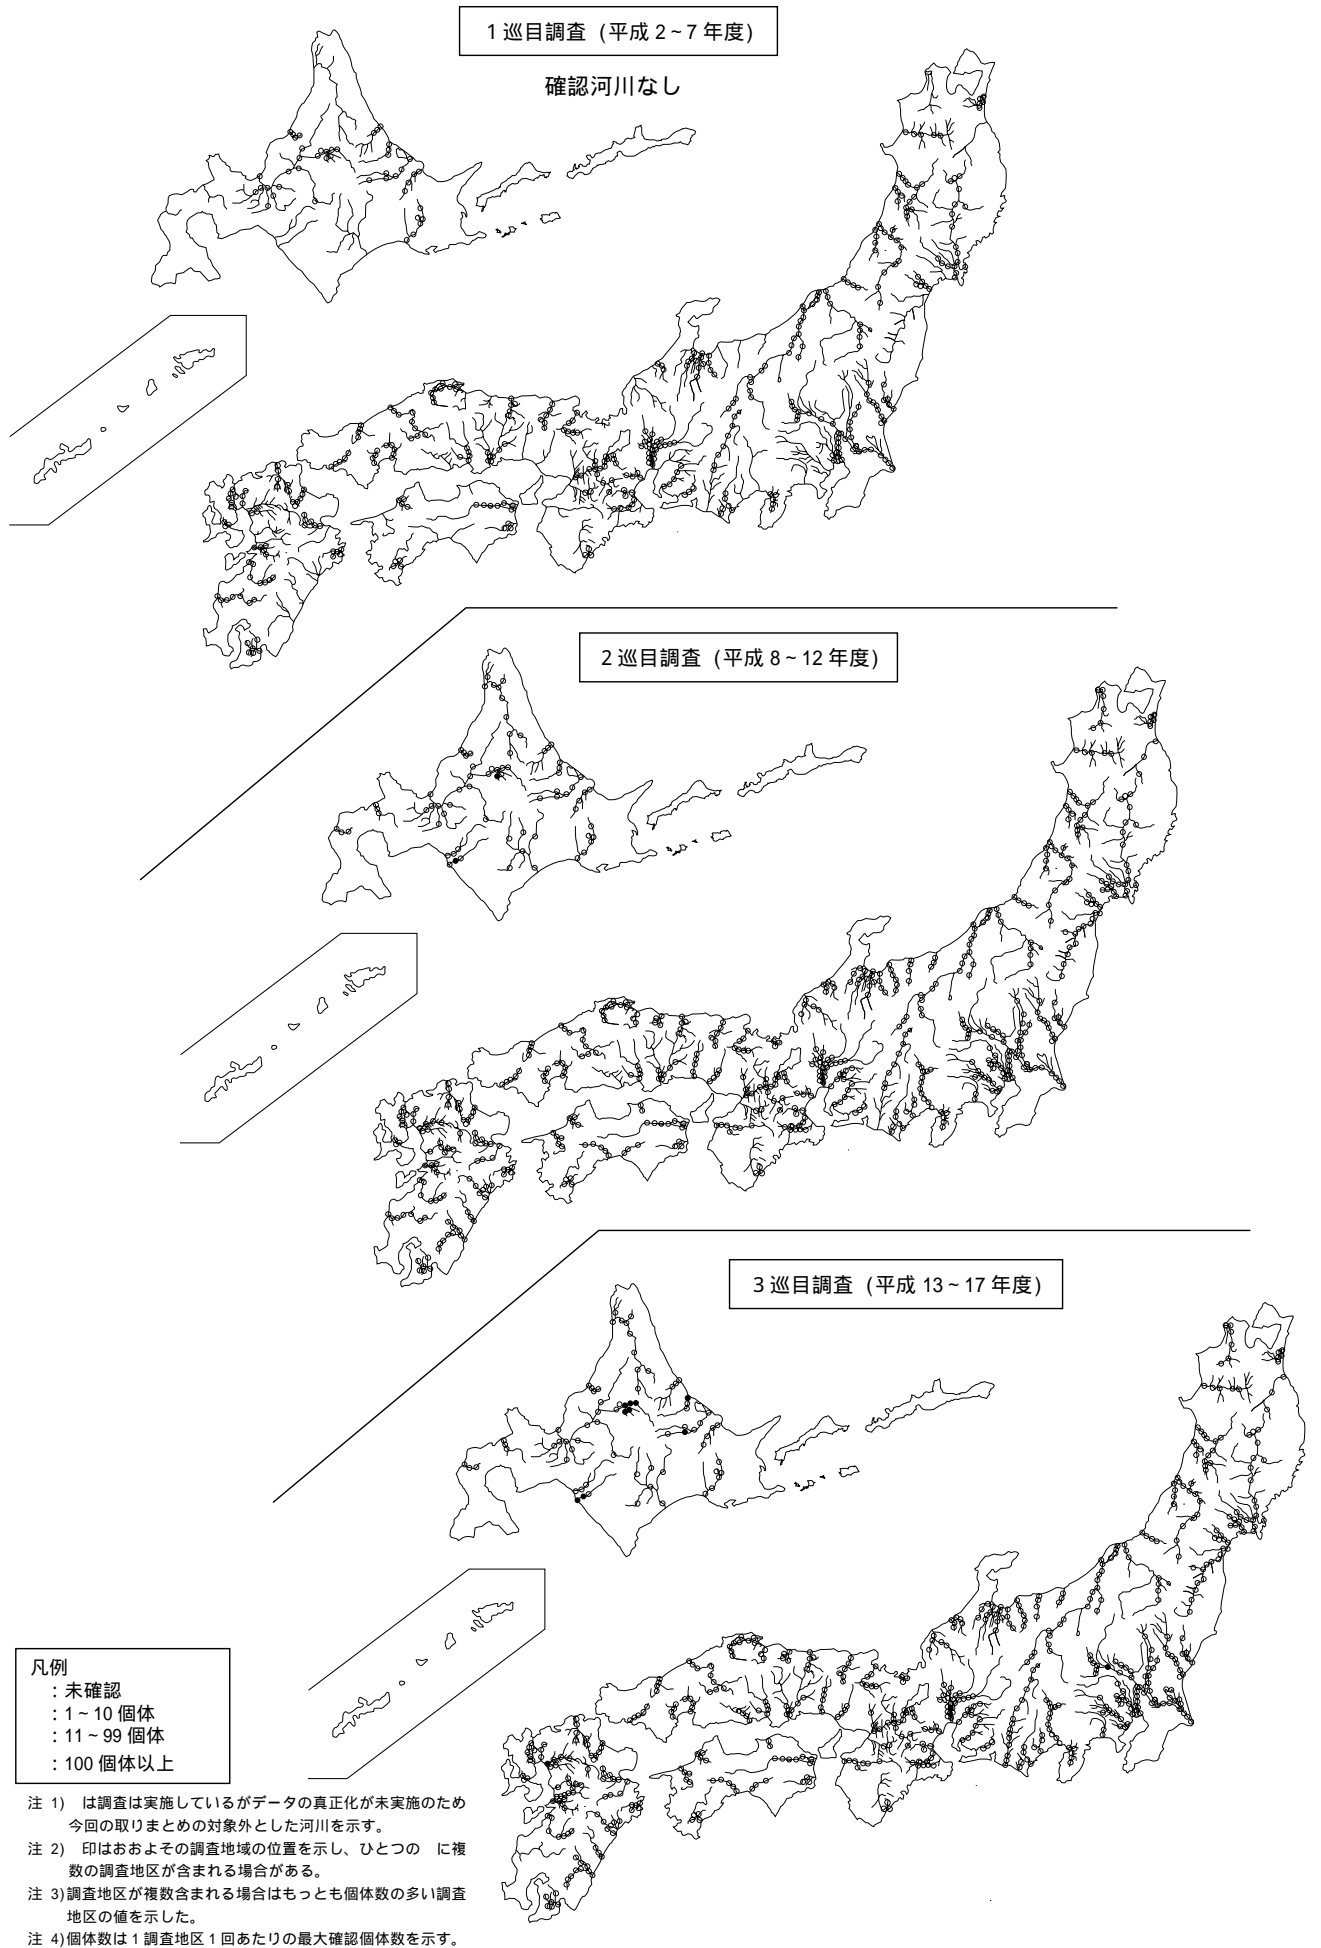 1 巡目調査 (平成 2~7 年度)
確認河川なし
2 巡目調査 (平成 8~12 年度)
3 巡目調査 (平成 13~17 年度)
凡例
: 未確認
: 1~10 個体
: 11~99 個体
: 100 個体以上
注 1) は調査は実施しているがデータの真正化が未実施のため
今回の取りまとめの対象外とした河川を示す。
注 2) 印はおおよその調査地域の位置を示し、ひとつの に複
数の調査地区が含まれる場合がある。
注 3)調査地区が複数含まれる場合はもっとも個体数の多い調査
地区の値を示した。
注 4)個体数は 1 調査地区 1 回あたりの最大確認個体数を示す。